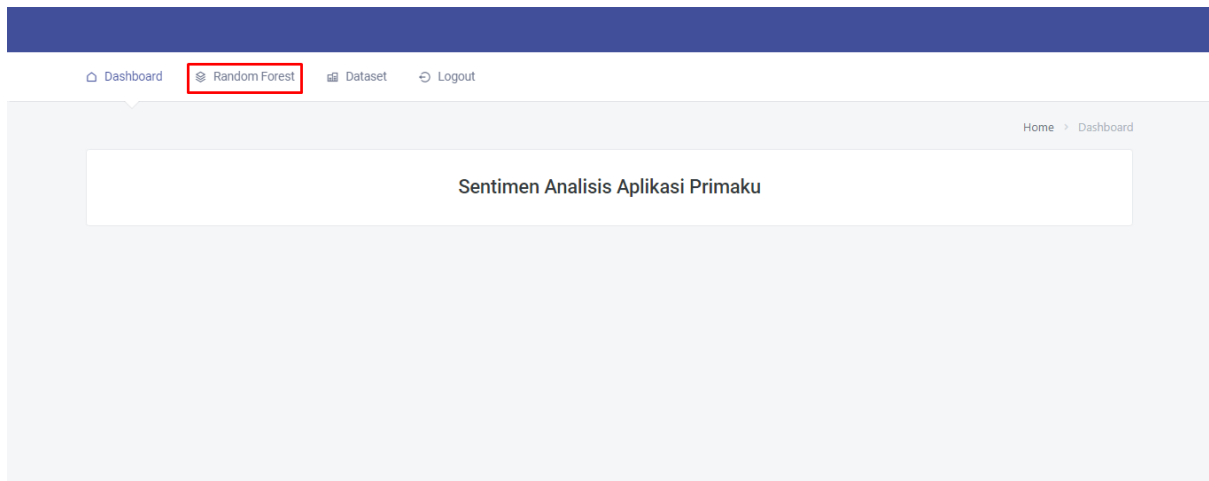 Dashboard Random Forest Dataset Logout
Home > Dashboard
Sentimen Analisis Aplikasi Primaku